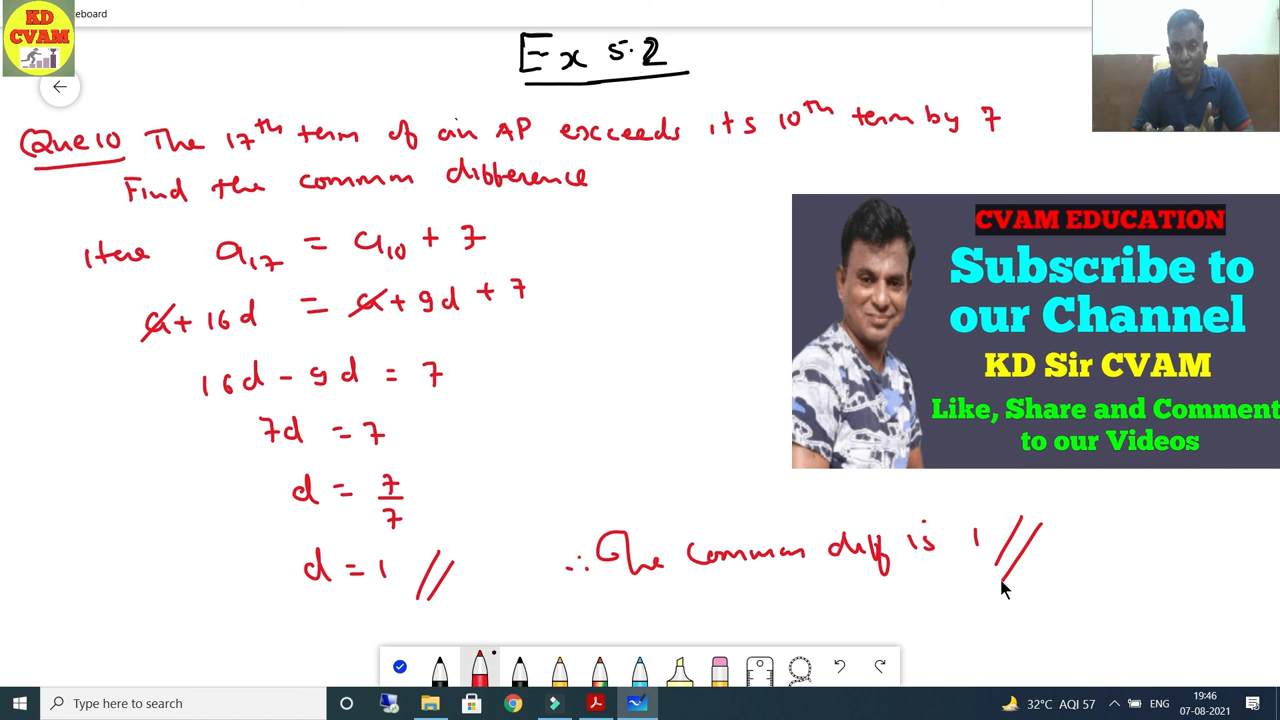 KD
CVAM
eboard
Ex 5.2
Que 10 The 17th term of an AP exceeds its 10th term by 7
Find the common difference
Here a17 = a10 + 7
a + 16d = a + 9d + 7
16d - 9d = 7
7d = 7
d = 7/7
d = 1 //
∴ The common diff is 1 //
CVAM EDUCATION
Subscribe to
our Channel
KD Sir CVAM
Like, Share and Comment
to our Videos
Type here to search
32°C AQI 57
ENG
19:46
07-08-2021